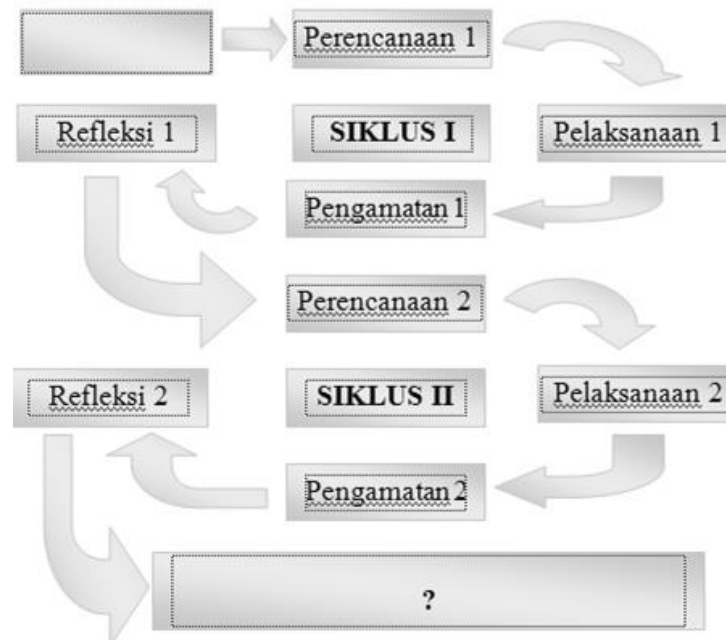 Perencanaan 1
Refleksi 1
SIKLUS I
Pelaksanaan 1
Pengamatan 1
Perencanaan 2
Refleksi 2
SIKLUS II
Pelaksanaan 2
Pengamatan 2
?